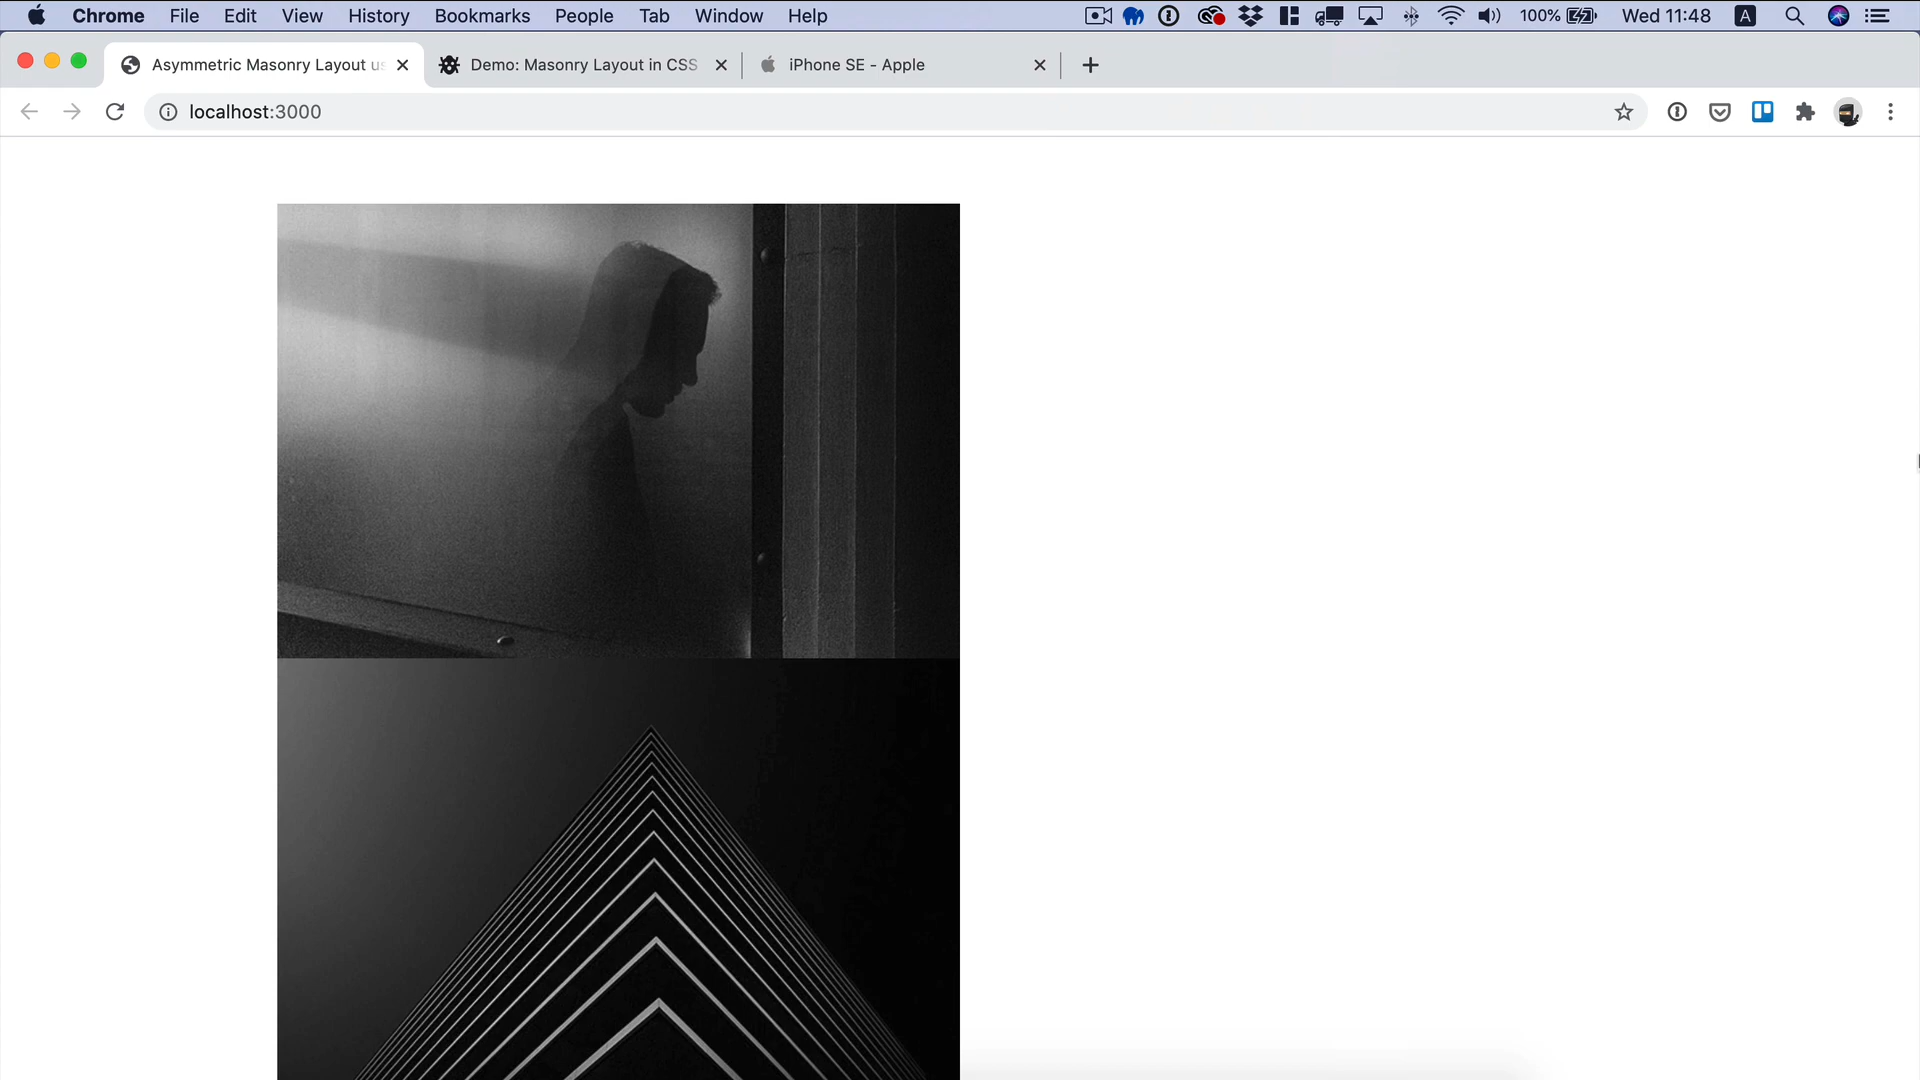 Chrome File Edit View History Bookmarks People Tab Window Help 100% Wed 11:48 A
Asymmetric Masonry Layout us Demo: Masonry Layout in CSS iPhone SE - Apple
localhost:3000